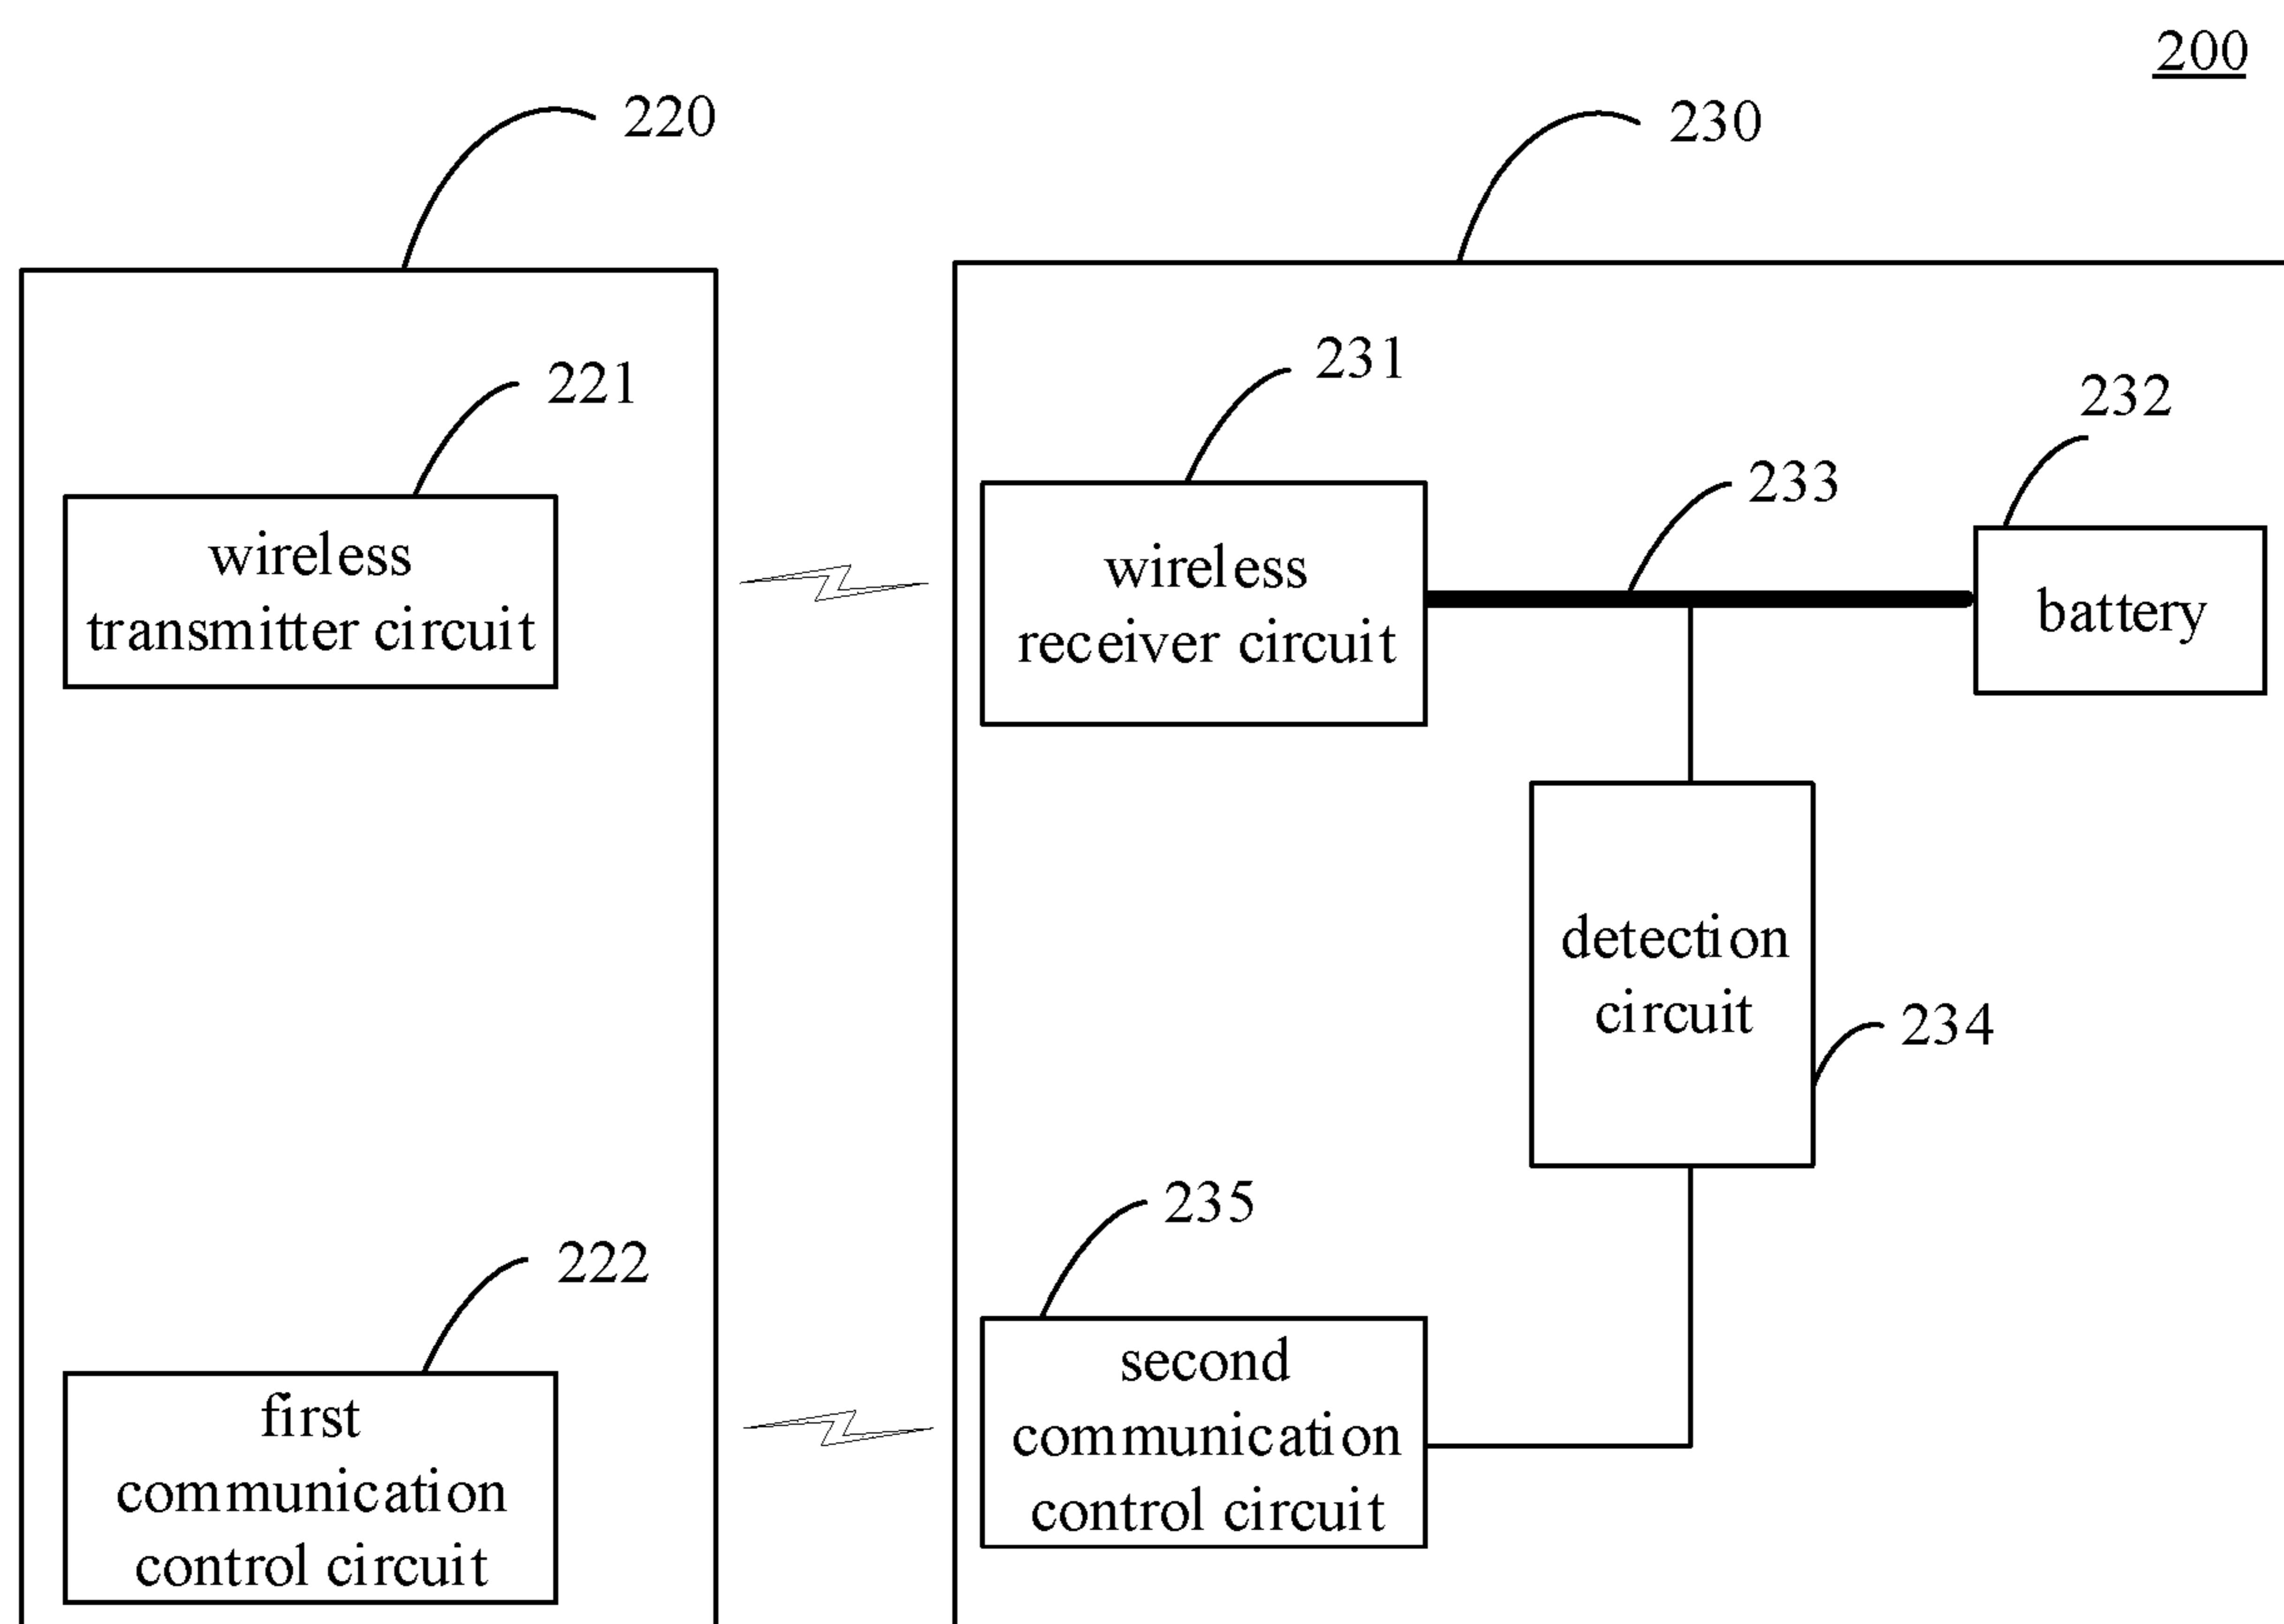 200
220
230
221
231
232
233
wireless
transmitter circuit
wireless
receiver circuit
battery
detection
circuit
234
235
222
second
communication
control circuit
first
communication
control circuit